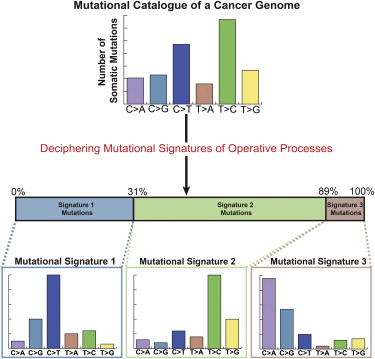 Mutational Catalogue of a Cancer Genome
Number of
Somatic Mutations
C>A C>G C>T T>A T>C T>G
Deciphering Mutational Signatures of Operative Processes
0% 31% 89% 100%
Signature 1
Mutations
Signature 2
Mutations
Signature 3
Mutations
Mutational Signature 1
C>A C>G C>T T>A T>C T>G
Mutational Signature 2
C>A C>G C>T T>A T>C T>G
Mutational Signature 3
C>A C>G C>T T>A T>C T>G